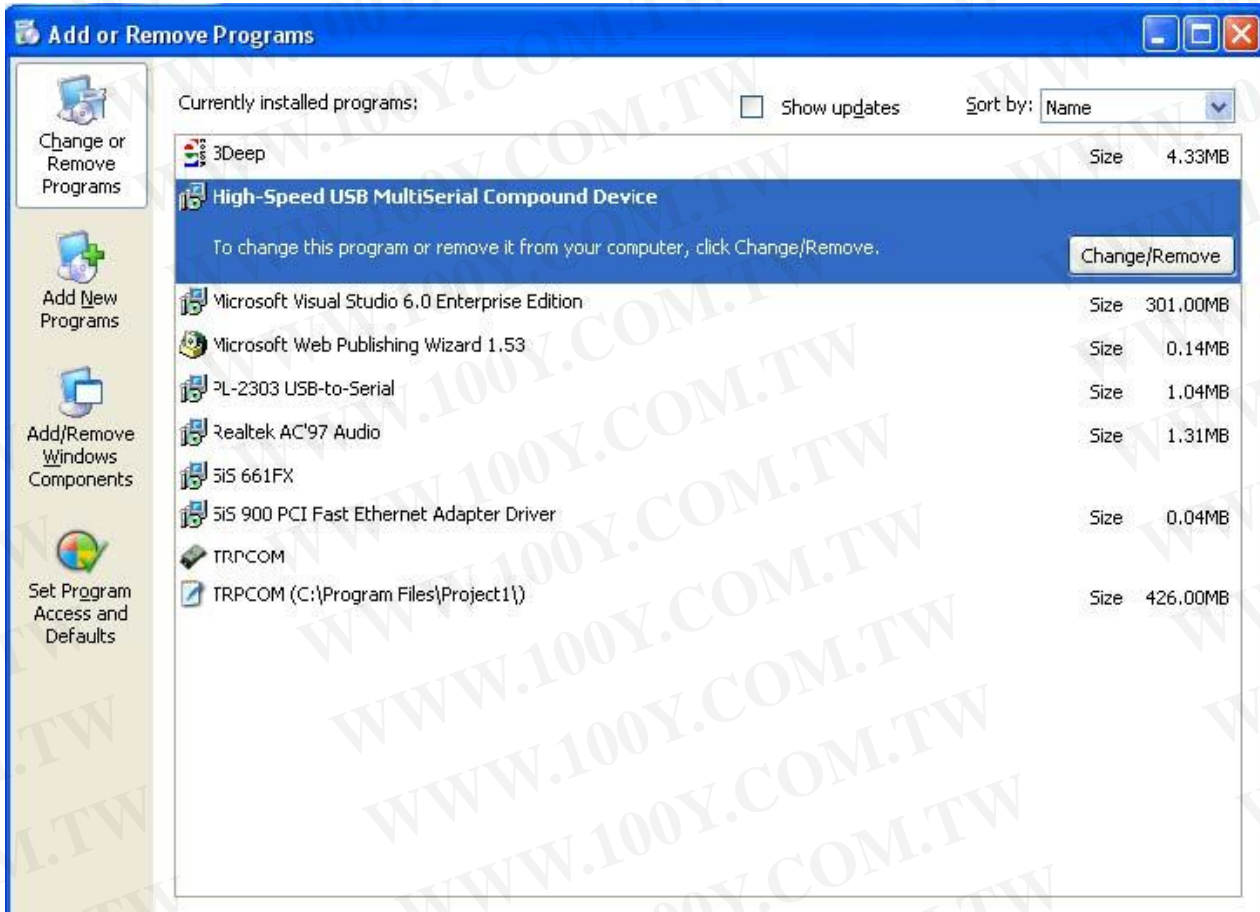 Add or Remove Programs
Change or
Remove
Programs
Add New
Programs
Add/Remove
Windows
Components
Set Program
Access and
Defaults
Currently installed programs:
Show updates
Sort by: Name
3Deep Size 4.33MB
High-Speed USB MultiSerial Compound Device
To change this program or remove it from your computer, click Change/Remove.
Change/Remove
Microsoft Visual Studio 6.0 Enterprise Edition Size 301.00MB
Microsoft Web Publishing Wizard 1.53 Size 0.14MB
PL-2303 USB-to-Serial Size 1.04MB
Realtek AC'97 Audio Size 1.31MB
SiS 661FX
SiS 900 PCI Fast Ethernet Adapter Driver Size 0.04MB
TRPCOM
TRPCOM (C:\Program Files\Project1\) Size 426.00MB
WWW.100Y.COM.TW